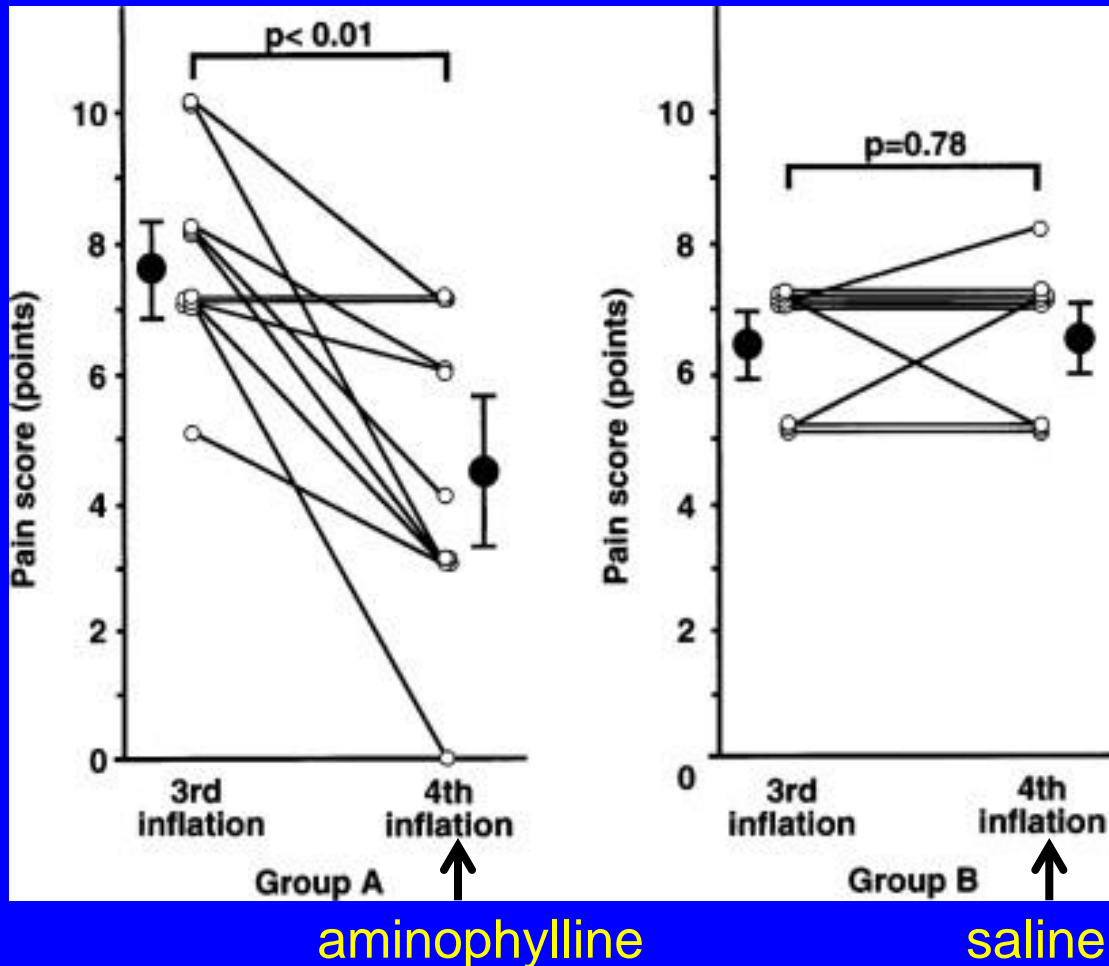 p< 0.01
10
8
6
4
2
0
Pain score (points)
3rd
inflation
4th
inflation
Group A
aminophylline
p=0.78
10
8
6
4
2
0
Pain score (points)
3rd
inflation
4th
inflation
Group B
saline